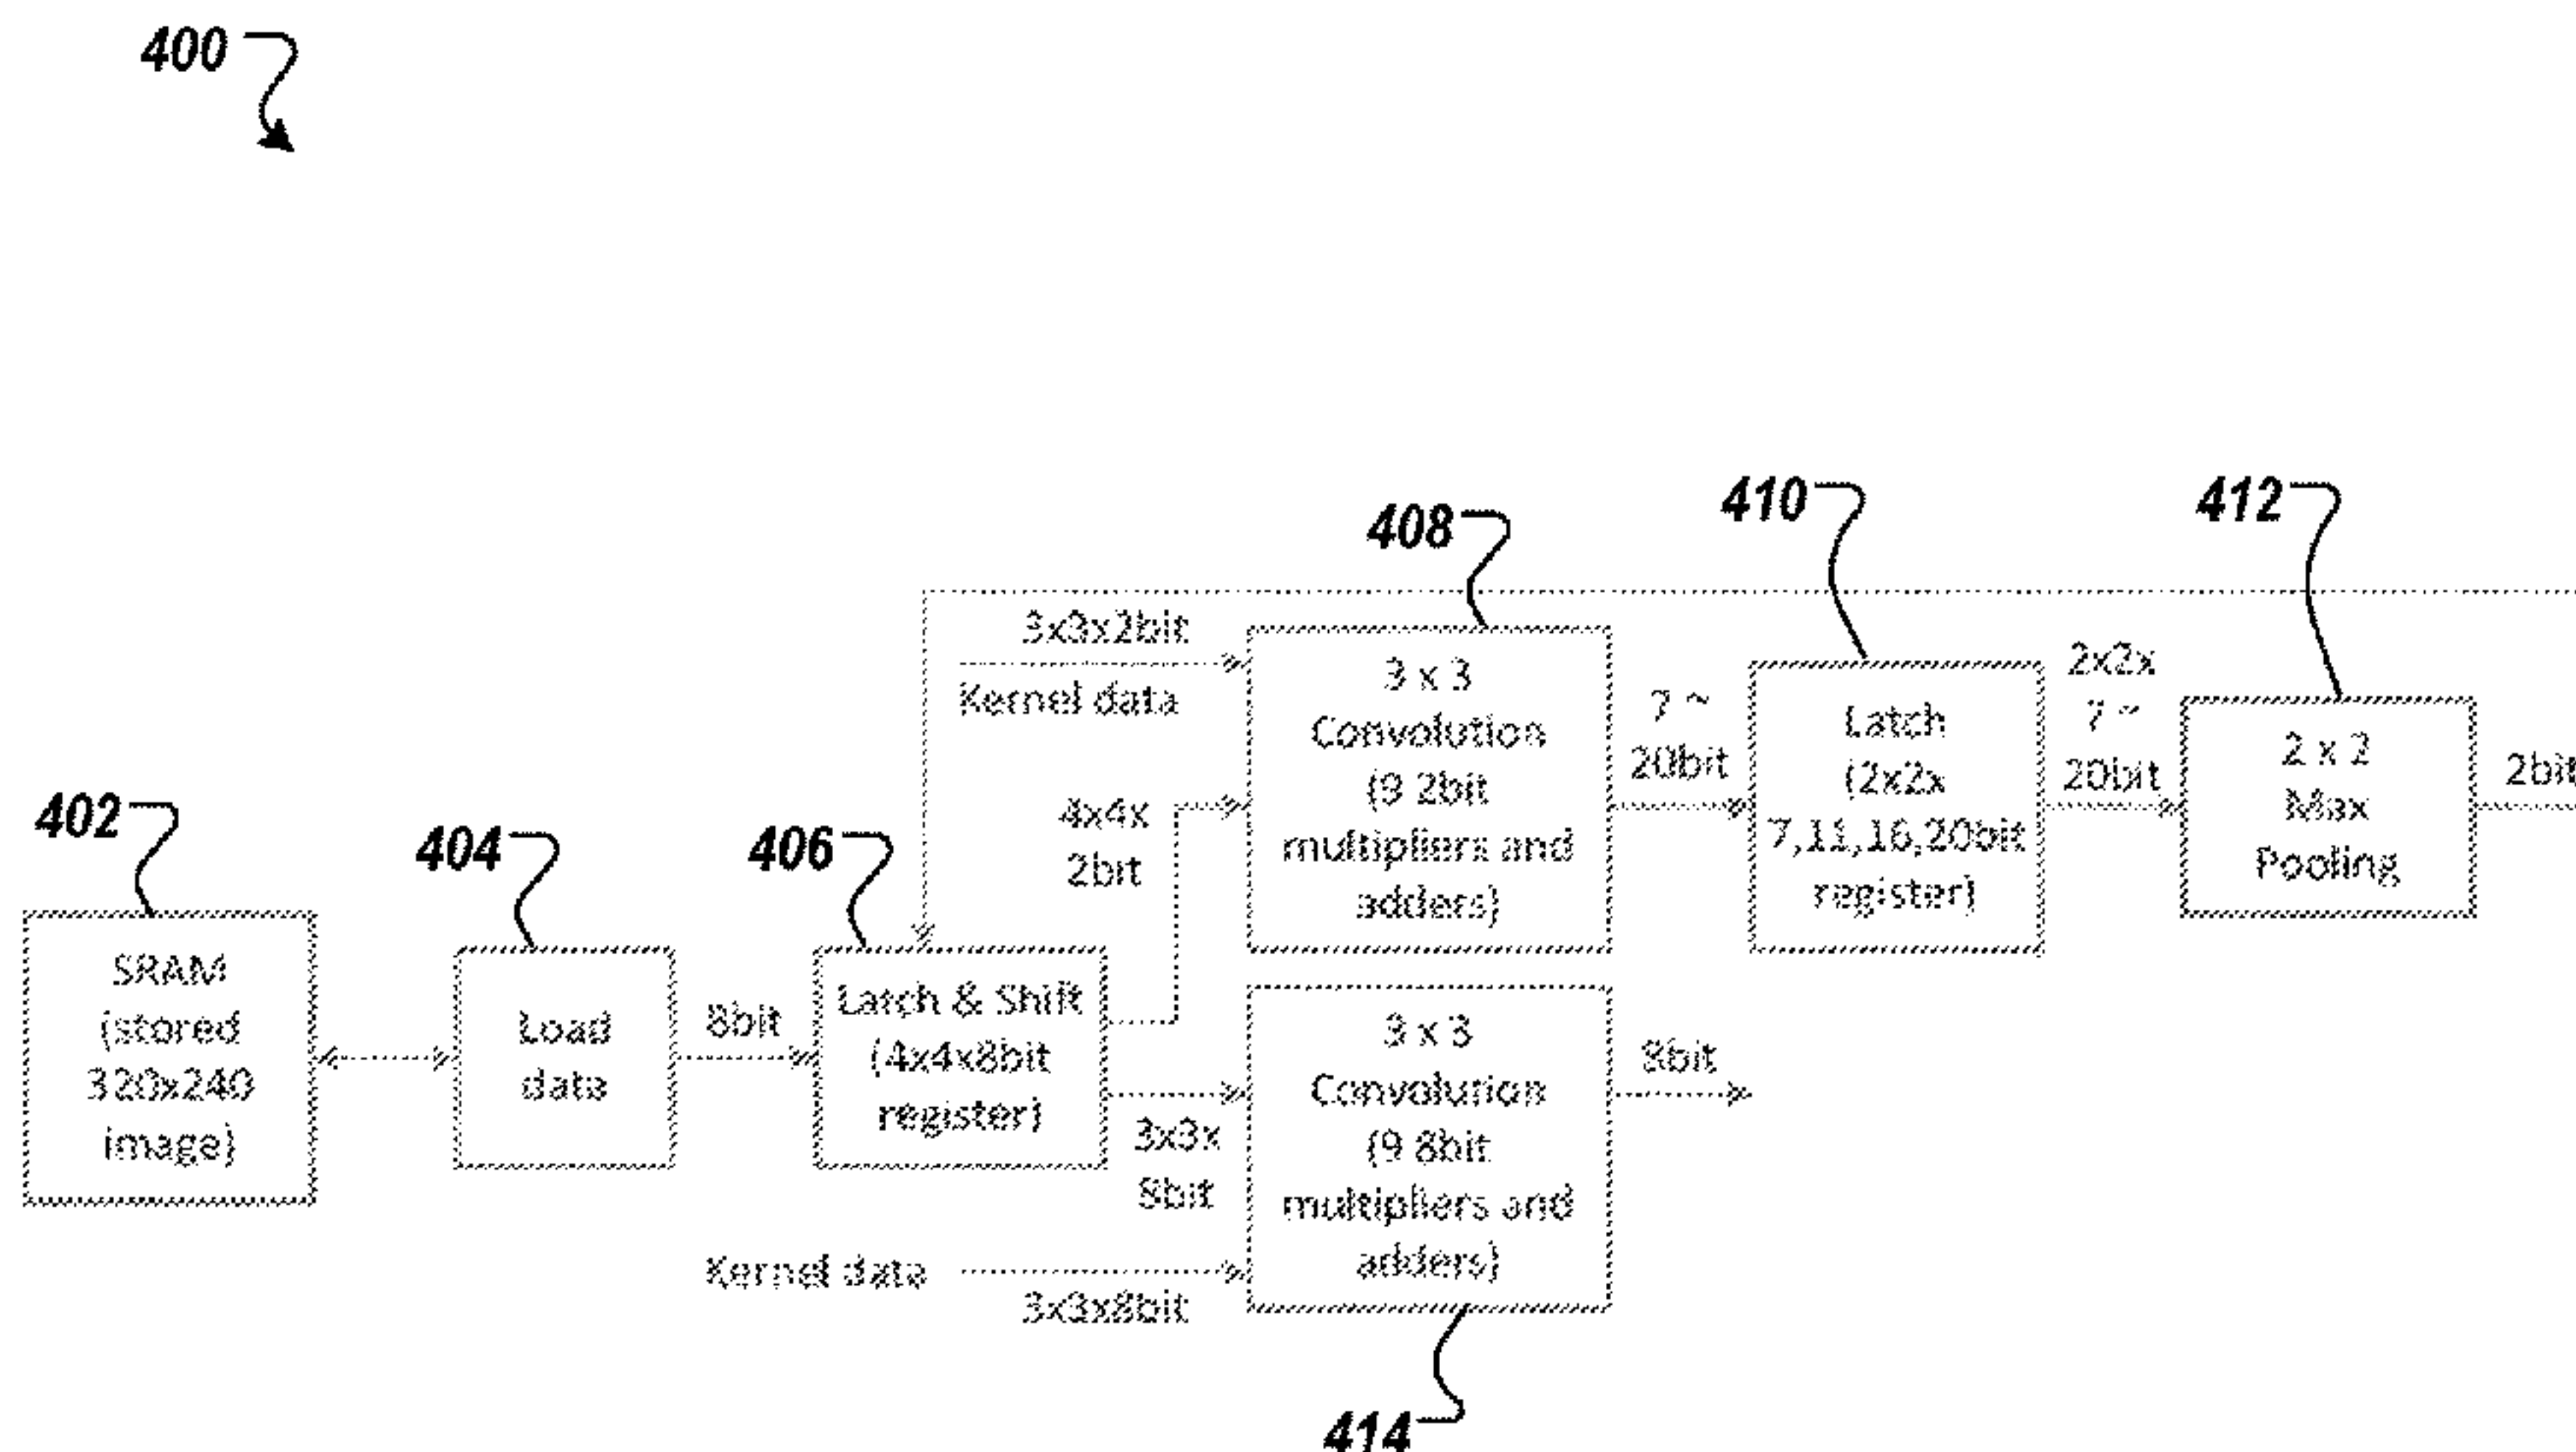 400
408
410
412
3x3x2bit
Kernel data
4x4x
2bit
3 x 3
Convolution
(9 2bit
multipliers and
adders)
7 ~
20bit
Latch
(2x2x
7,11,16,20bit
register)
2x2x
7 ~
20bit
2 x 2
Max
Pooling
2bit
402
404
406
SRAM
(stored
320x240
image)
Load
data
8bit
Latch & Shift
(4x4x8bit
register)
3x3x
8bit
Kernel data
3x3x8bit
3 x 3
Convolution
(9 8bit
multipliers and
adders)
8bit
414